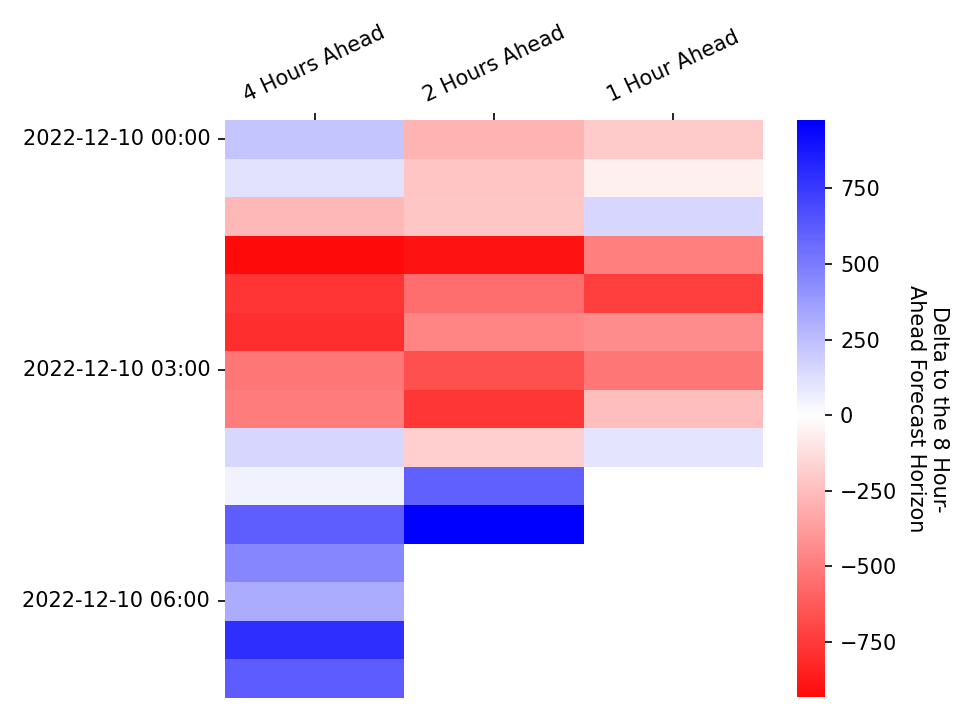 4 Hours Ahead
2 Hours Ahead
1 Hour Ahead
2022-12-10 00:00
2022-12-10 03:00
2022-12-10 06:00
750
500
250
0
−250
−500
−750
Delta to the 8 Hour-
Ahead Forecast Horizon